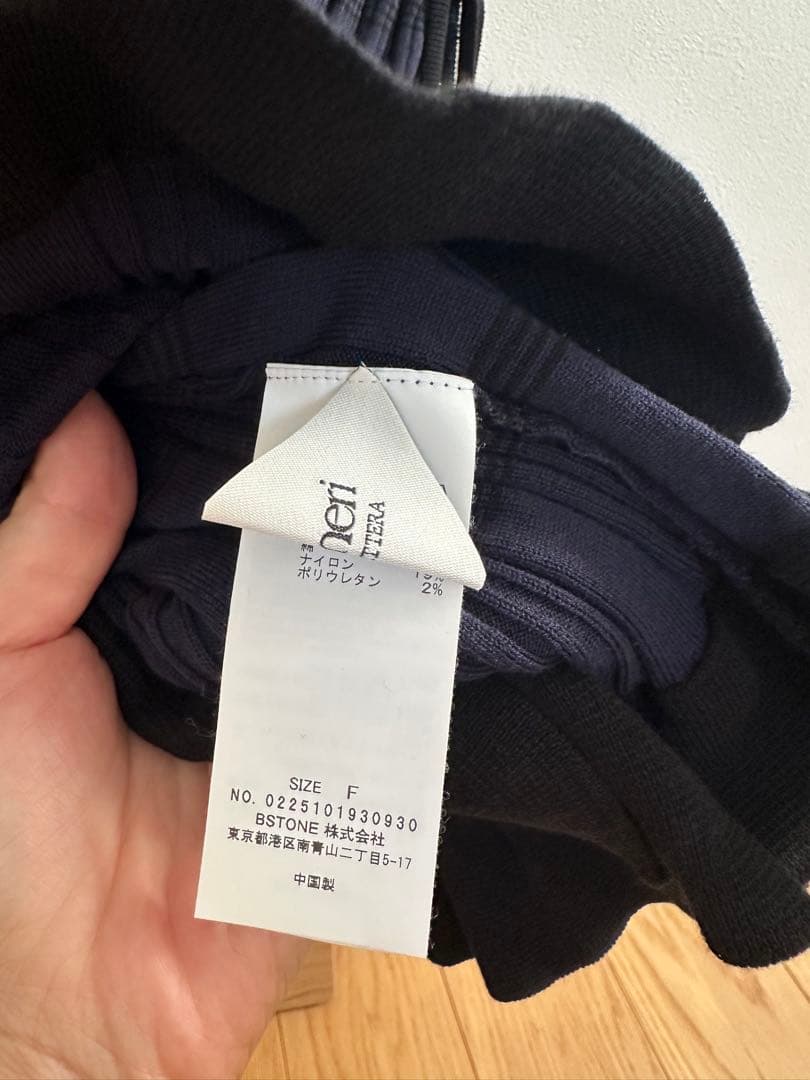 neri
TTERA
綿
ナイロン
ポリウレタン 2%
SIZE F
NO. 0225101930930
BSTONE 株式会社
東京都港区南青山二丁目5-17
中国製